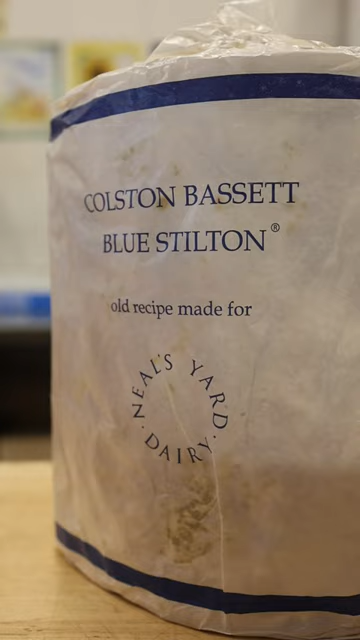 COLSTON BASSETT
BLUE STILTON®
old recipe made for
NEAL'S YARD
· DAIRY ·